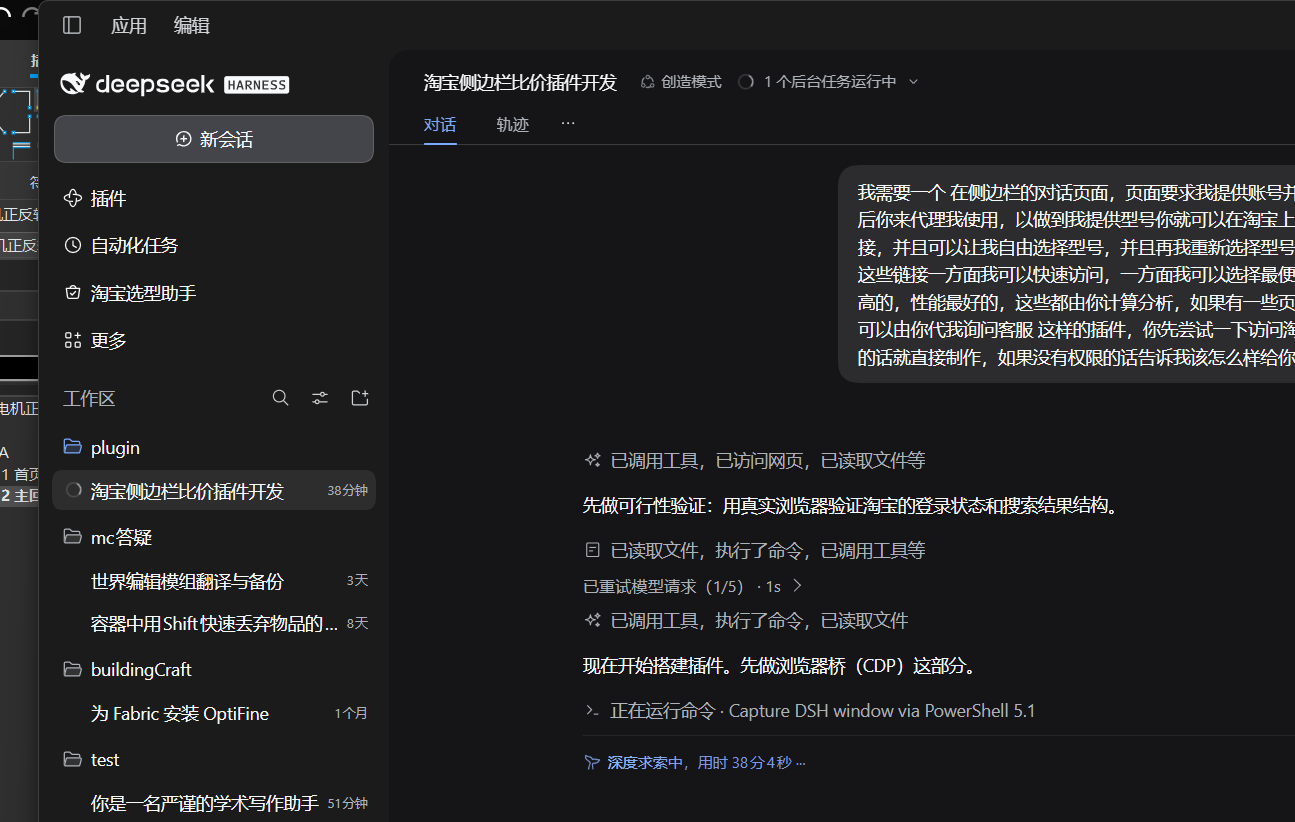 应用 编辑
deepseek HARNESS
新会话
插件
自动化任务
淘宝选型助手
更多
工作区
plugin
淘宝侧边栏比价插件开发 38分钟
mc答疑
世界编辑模组翻译与备份 3天
容器中用Shift快速丢弃物品的... 8天
buildingCraft
为 Fabric 安装 OptiFine 1个月
test
你是一名严谨的学术写作助手 51分钟
淘宝侧边栏比价插件开发 创造模式 1 个后台任务运行中
对话 轨迹 ...
我需要一个 在侧边栏的对话页面，页面要求我提供账号并
后你来代理我使用，以做到我提供型号你就可以在淘宝上
接，并且可以让我自由选择型号，并且再我重新选择型号
这些链接一方面我可以快速访问，一方面我可以选择最便
高的，性能最好的，这些都由你计算分析，如果有一些页
可以由你代我询问客服 这样的插件，你先尝试一下访问淘
的话就直接制作，如果没有权限的话告诉我该怎么样给你
已调用工具，已访问网页，已读取文件等
先做可行性验证：用真实浏览器验证淘宝的登录状态和搜索结果结构。
已读取文件，执行了命令，已调用工具等
已重试模型请求（1/5） · 1s
已调用工具，执行了命令，已读取文件
现在开始搭建插件。先做浏览器桥（CDP）这部分。
正在运行命令 · Capture DSH window via PowerShell 5.1
深度求索中，用时 38分4秒 ...
机正反
电机正
A
1 首页
2 主回